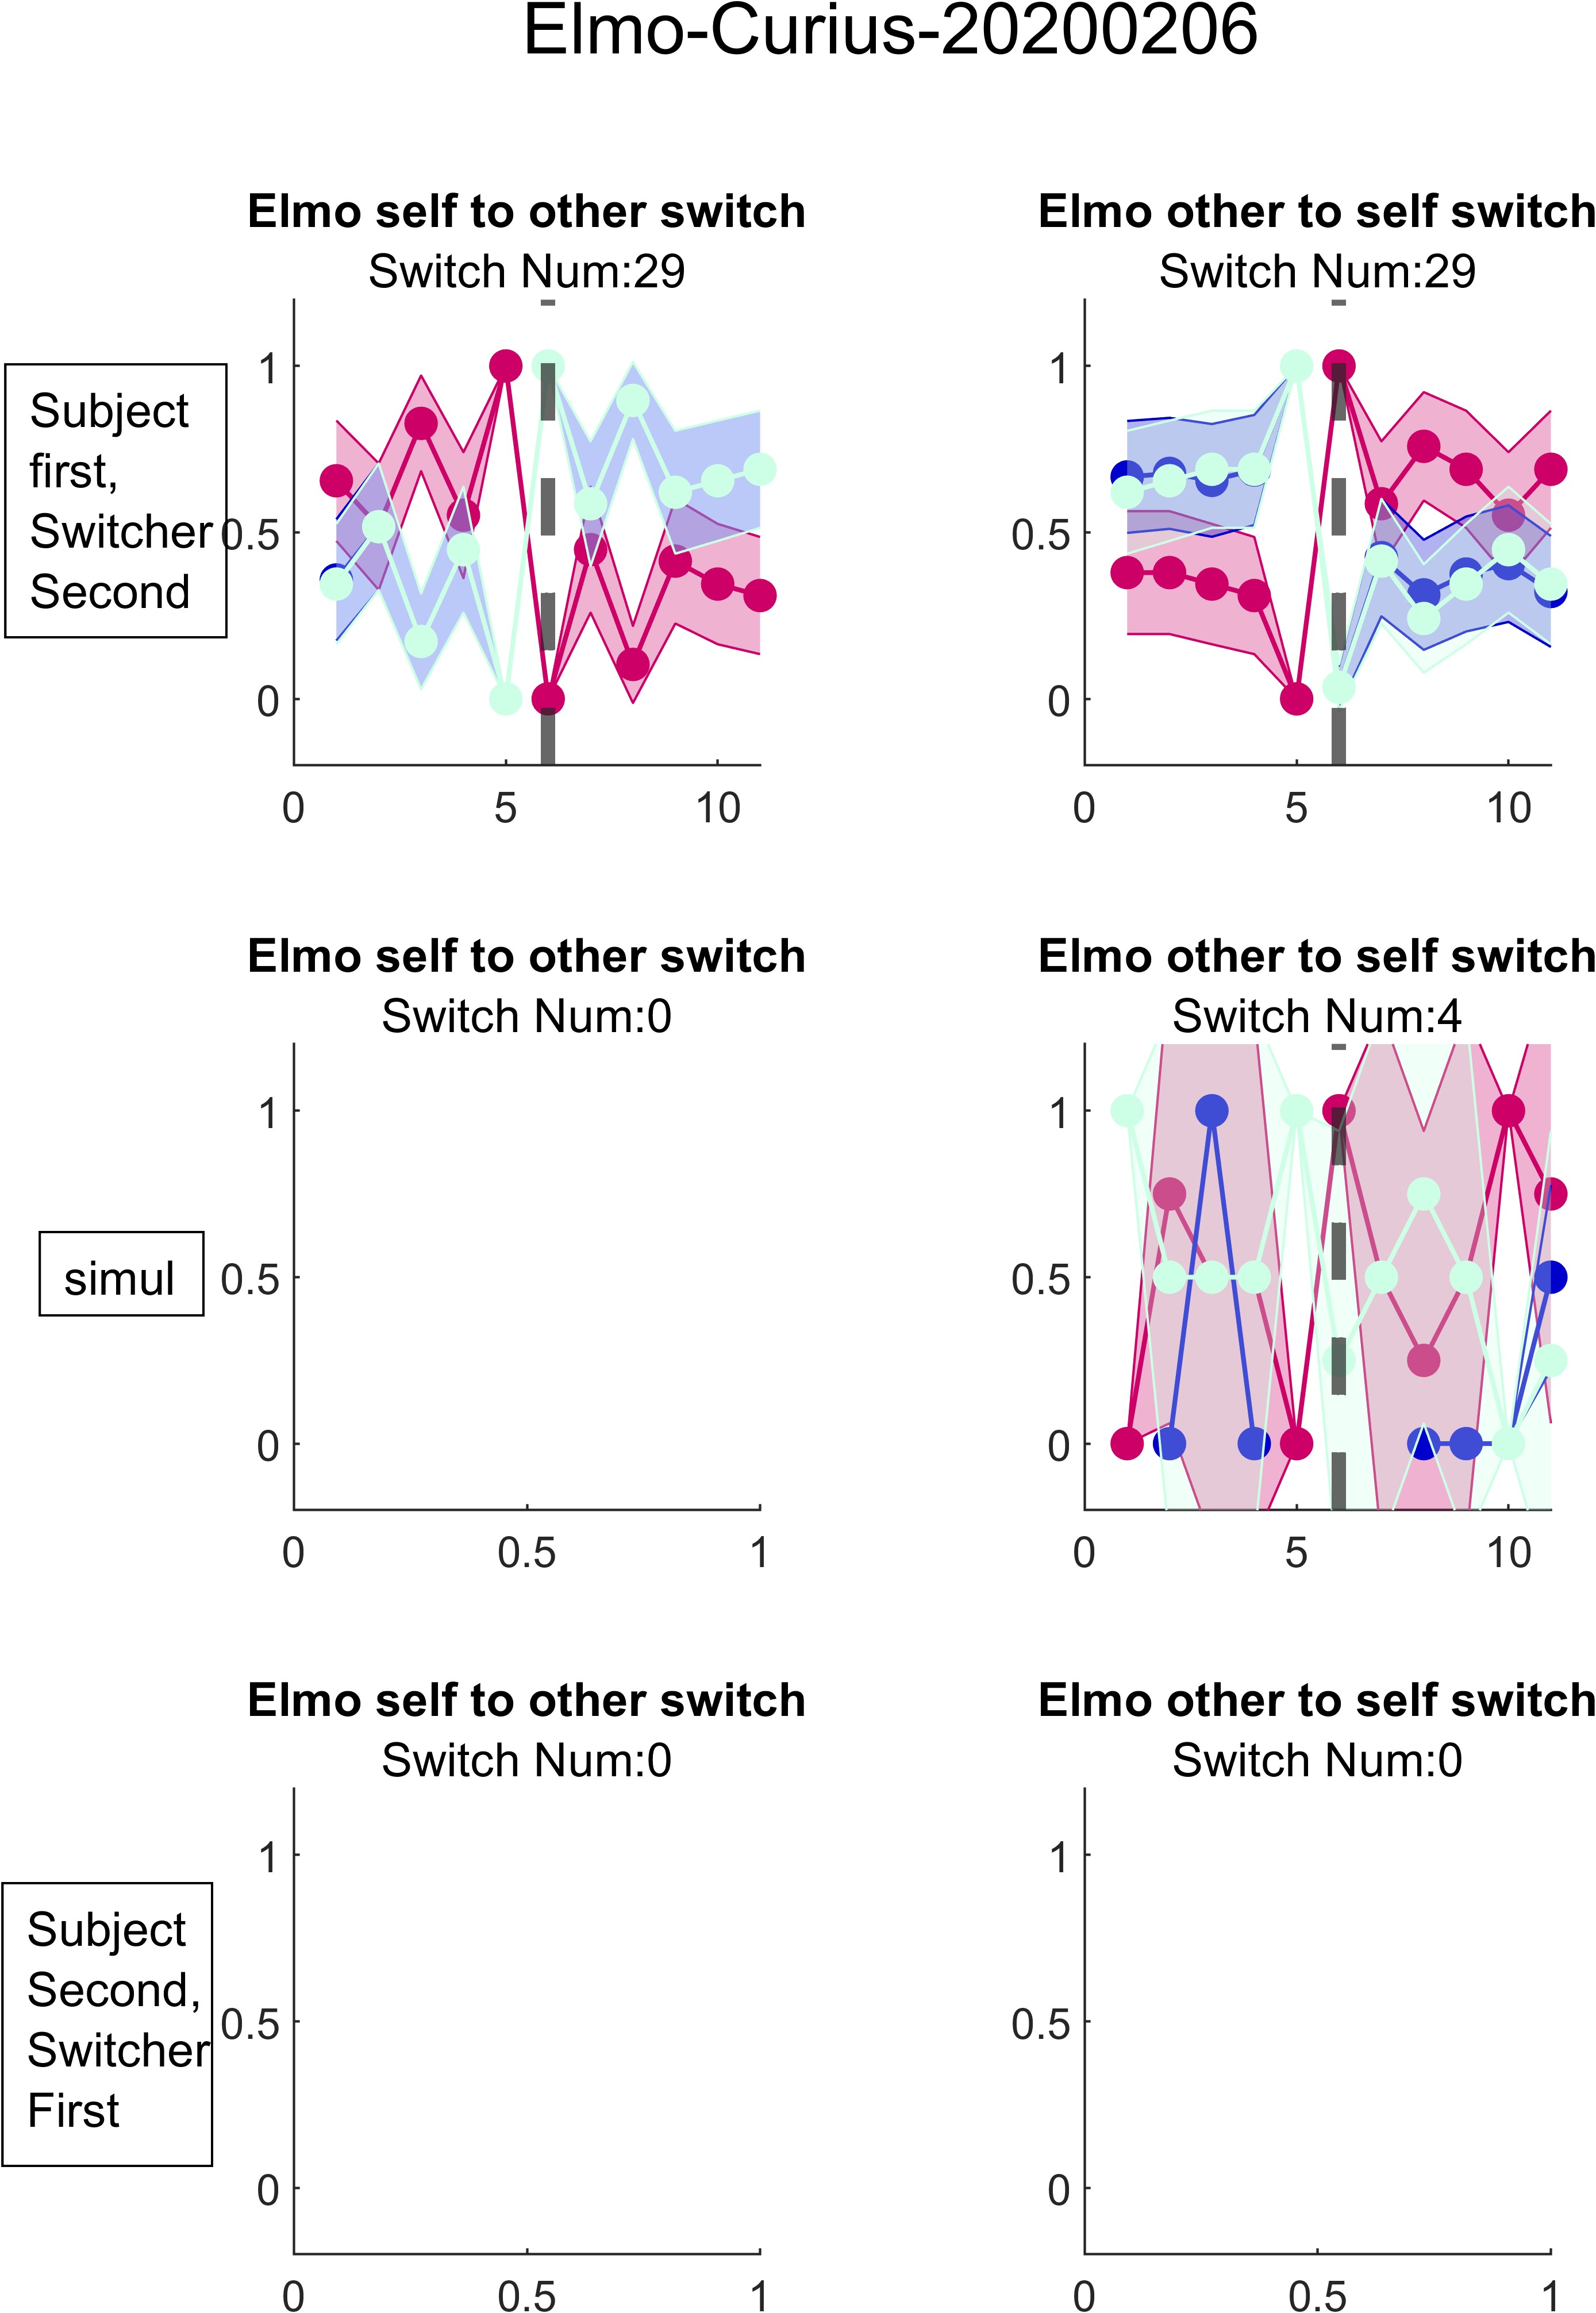 Elmo-Curius-20200206
Elmo self to other switch
Switch Num:29
Elmo other to self switch
Switch Num:29
Subject
first,
Switcher
Second
1
0.5
0
0
5
10
1
0.5
0
0
5
10
Elmo self to other switch
Switch Num:0
Elmo other to self switch
Switch Num:4
simul
1
0.5
0
0
0.5
1
1
0.5
0
0
5
10
Elmo self to other switch
Switch Num:0
Elmo other to self switch
Switch Num:0
Subject
Second,
Switcher
First
1
0.5
0
0
0.5
1
1
0.5
0
0
0.5
1